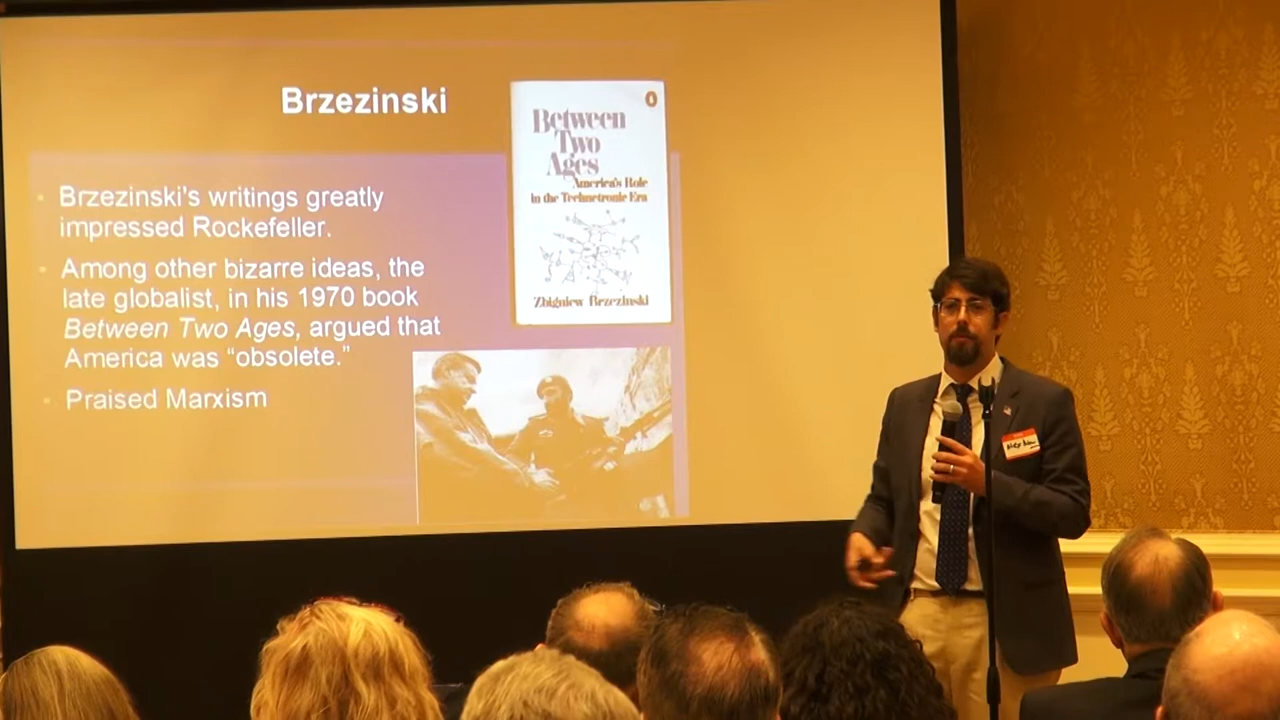 Brzezinski
• Brzezinski's writings greatly
impressed Rockefeller.
• Among other bizarre ideas, the
late globalist, in his 1970 book
Between Two Ages, argued that
America was “obsolete.”
• Praised Marxism
Between
Two
Ages
America's Role
in the Technetronic Era
Zbigniew Brzezinski